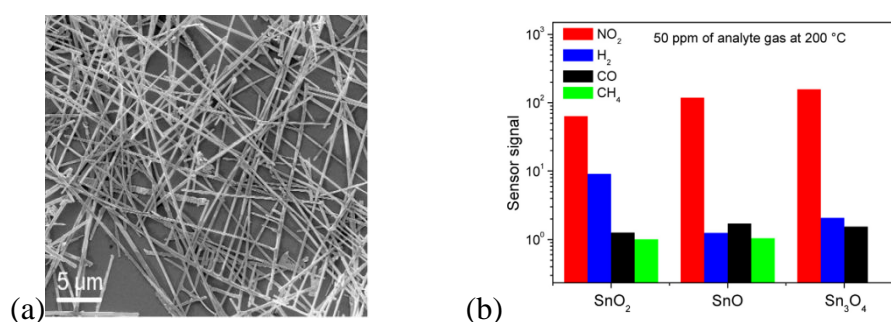 5 µm
(a)
10³
10²
10¹
10⁰
Sensor signal
NO₂
H₂
CO
CH₄
50 ppm of analyte gas at 200 °C
SnO₂
SnO
Sn₃O₄
(b)